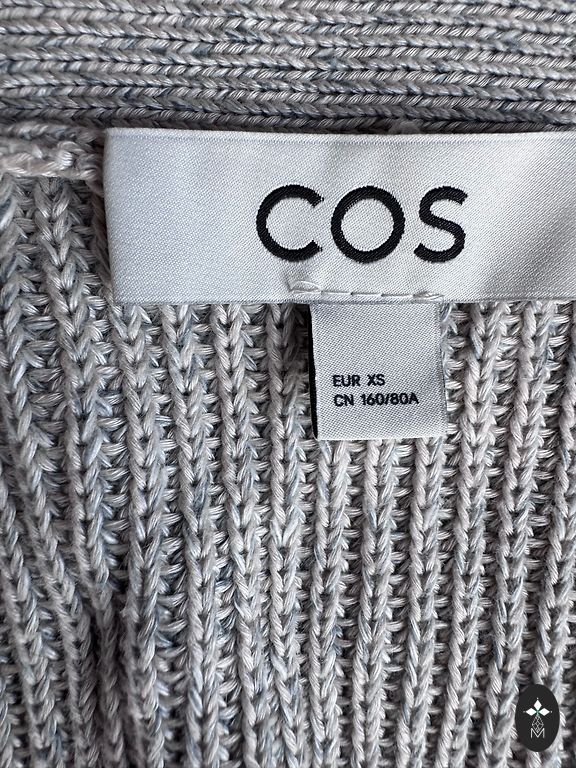 COS
EUR XS
CN 160/80A
M